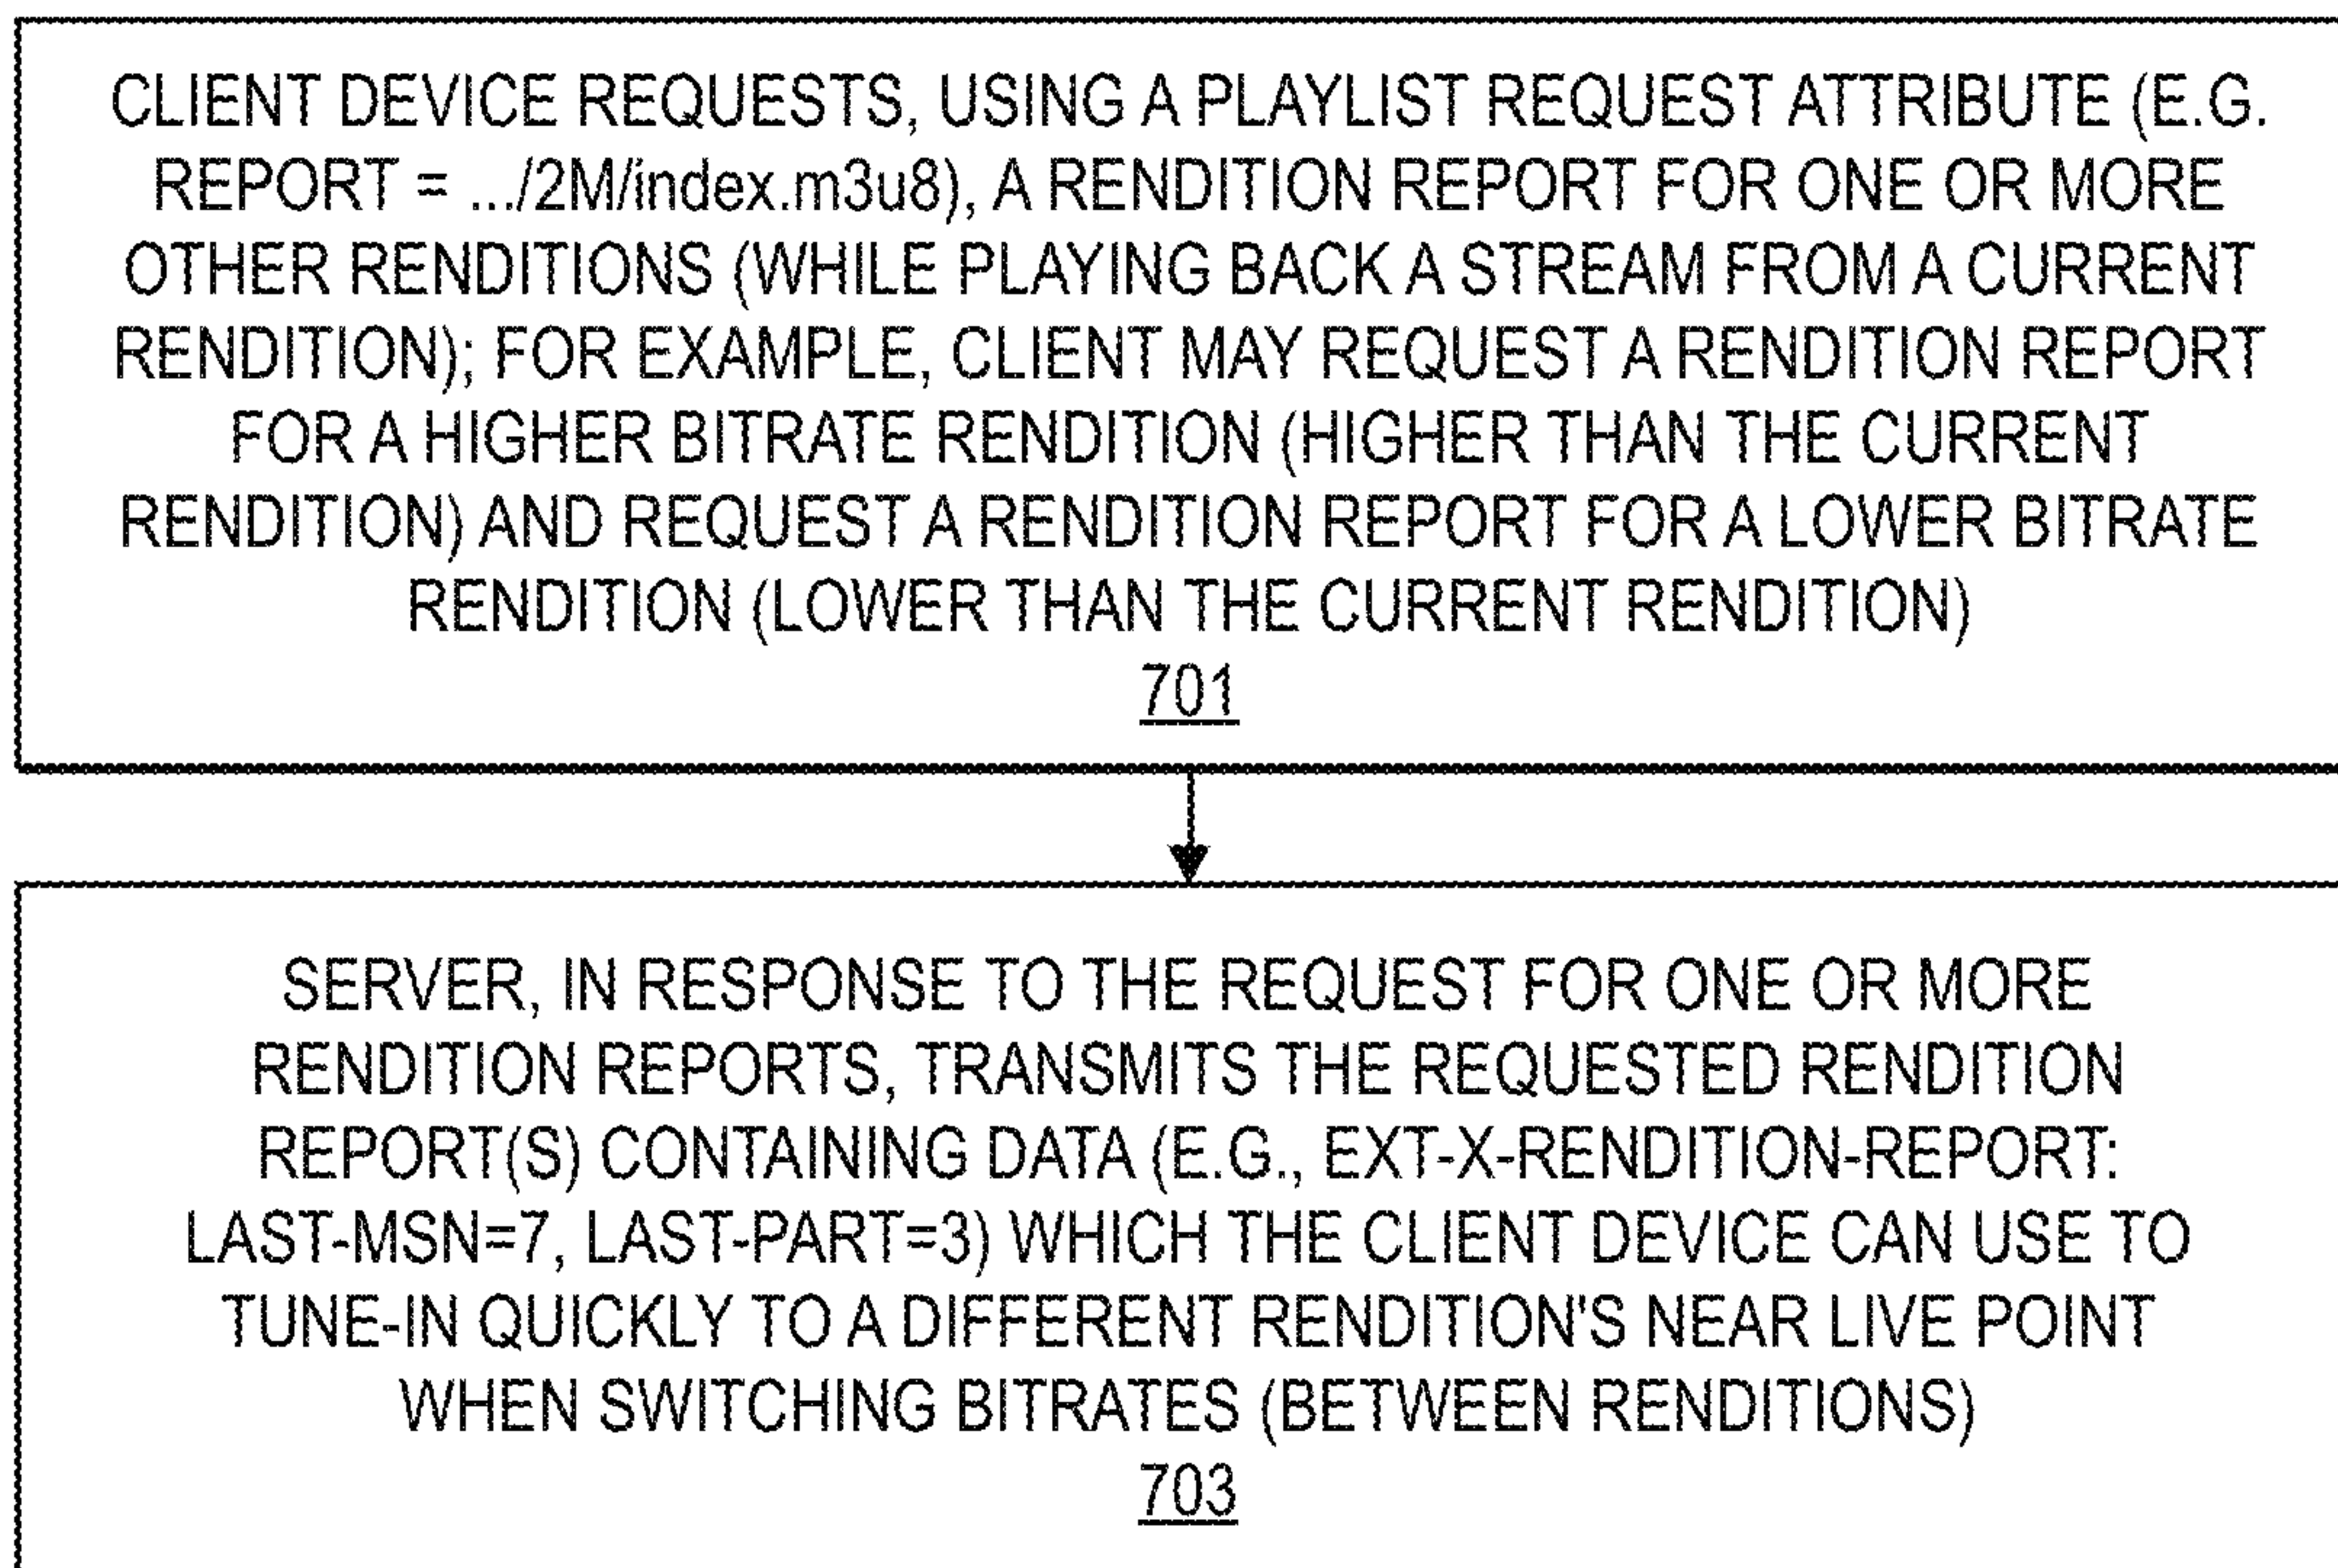 CLIENT DEVICE REQUESTS, USING A PLAYLIST REQUEST ATTRIBUTE (E.G.
REPORT = .../2M/index.m3u8), A RENDITION REPORT FOR ONE OR MORE
OTHER RENDITIONS (WHILE PLAYING BACK A STREAM FROM A CURRENT
RENDITION); FOR EXAMPLE, CLIENT MAY REQUEST A RENDITION REPORT
FOR A HIGHER BITRATE RENDITION (HIGHER THAN THE CURRENT
RENDITION) AND REQUEST A RENDITION REPORT FOR A LOWER BITRATE
RENDITION (LOWER THAN THE CURRENT RENDITION)
701
SERVER, IN RESPONSE TO THE REQUEST FOR ONE OR MORE
RENDITION REPORTS, TRANSMITS THE REQUESTED RENDITION
REPORT(S) CONTAINING DATA (E.G., EXT-X-RENDITION-REPORT:
LAST-MSN=7, LAST-PART=3) WHICH THE CLIENT DEVICE CAN USE TO
TUNE-IN QUICKLY TO A DIFFERENT RENDITION'S NEAR LIVE POINT
WHEN SWITCHING BITRATES (BETWEEN RENDITIONS)
703